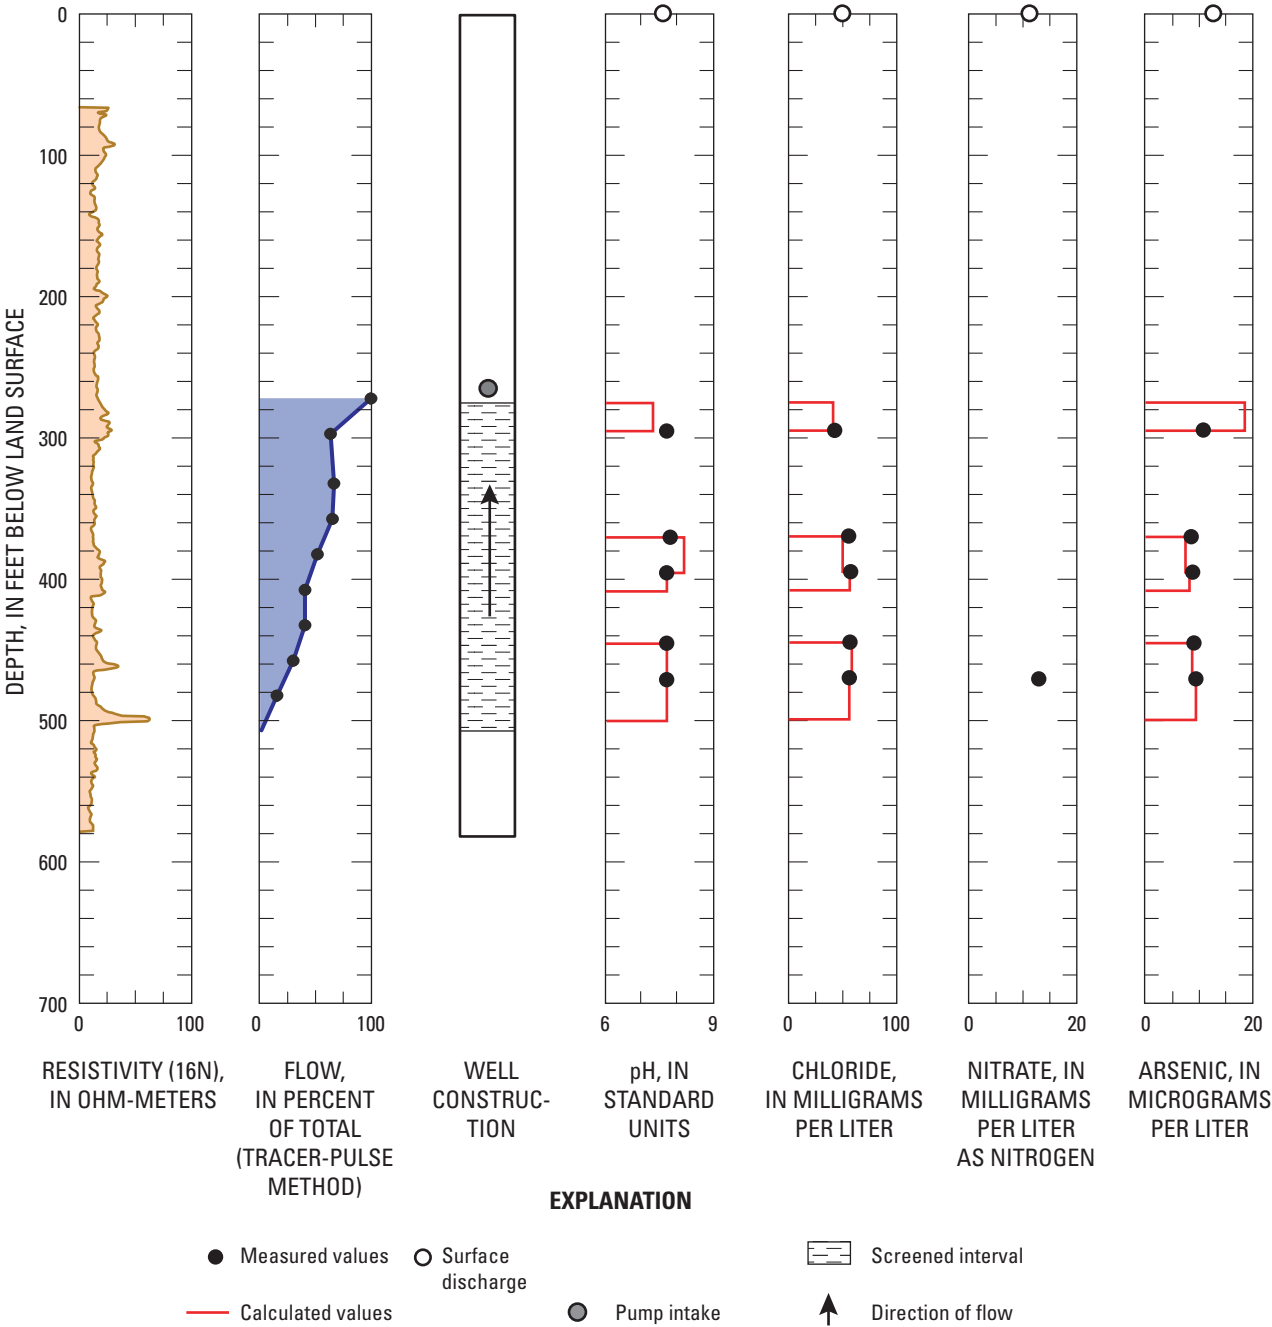 DEPTH, IN FEET BELOW LAND SURFACE
0
100
200
300
400
500
600
700
0 100
RESISTIVITY (16N),
IN OHM-METERS
0 100
FLOW,
IN PERCENT
OF TOTAL
(TRACER-PULSE
METHOD)
WELL
CONSTRUC-
TION
6 9
pH, IN
STANDARD
UNITS
0 100
CHLORIDE,
IN MILLIGRAMS
PER LITER
0 20
NITRATE, IN
MILLIGRAMS
PER LITER
AS NITROGEN
0 20
ARSENIC, IN
MICROGRAMS
PER LITER
EXPLANATION
Measured values
Surface
discharge
Screened interval
Calculated values
Pump intake
Direction of flow